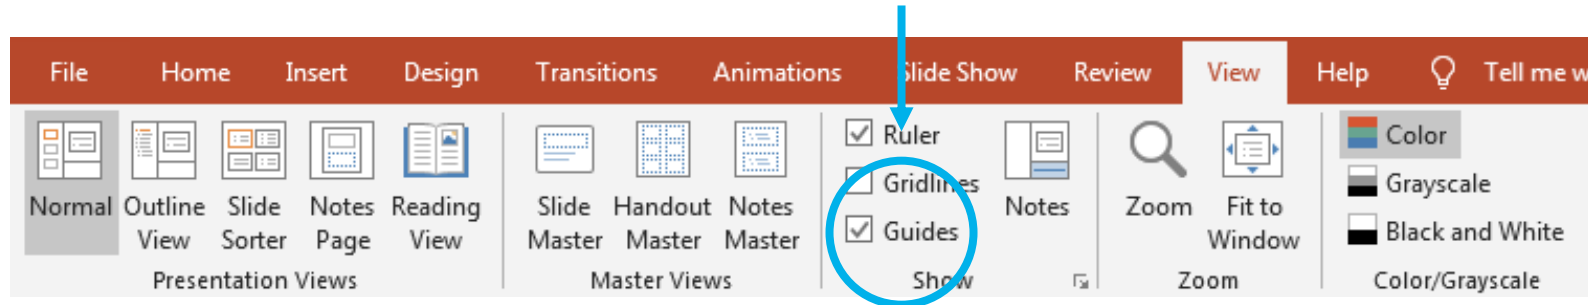 File Home Insert Design Transitions Animations Slide Show Review View Help Tell me w
Normal
Outline
View
Slide
Sorter
Notes
Page
Reading
View
Presentation Views
Slide
Master
Handout
Master
Notes
Master
Master Views
Ruler
Gridlines
Guides
Notes
Show
Zoom
Fit to
Window
Zoom
Color
Grayscale
Black and White
Color/Grayscale